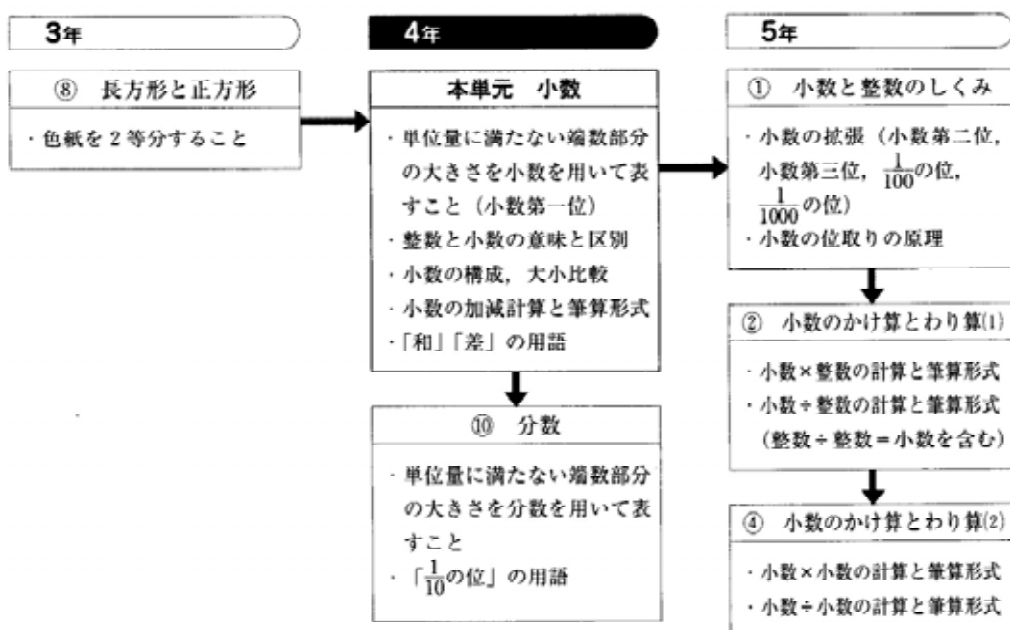 3年
⑧ 長方形と正方形
・色紙を2等分すること
4年
本単元 小数
・単位量に満たない端数部分
の大きさを小数を用いて表
すこと（小数第一位）
・整数と小数の意味と区別
・小数の構成，大小比較
・小数の加減計算と筆算形式
・「和」「差」の用語
⑩ 分数
・単位量に満たない端数部分
の大きさを分数を用いて表
すこと
・「1/10の位」の用語
5年
① 小数と整数のしくみ
・小数の拡張（小数第二位，
小数第三位，1/100の位，
1/1000の位）
・小数の位取りの原理
② 小数のかけ算とわり算(1)
・小数×整数の計算と筆算形式
・小数÷整数の計算と筆算形式
（整数÷整数＝小数を含む）
④ 小数のかけ算とわり算(2)
・小数×小数の計算と筆算形式
・小数÷小数の計算と筆算形式